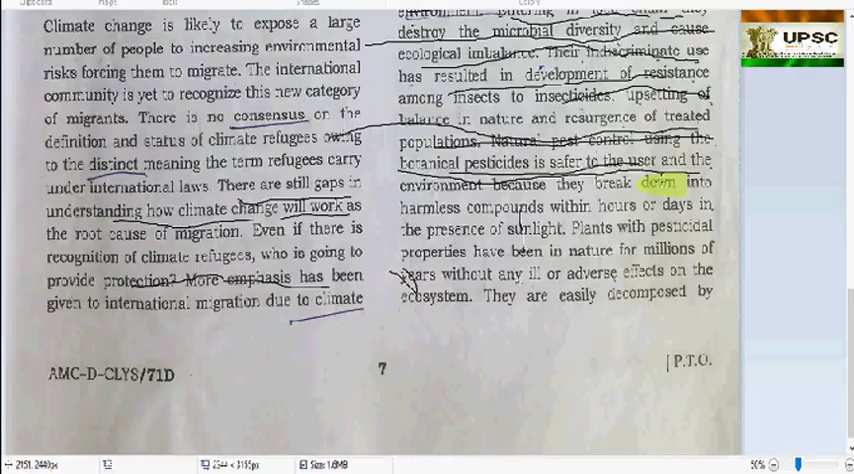 Climate change is likely to expose a large
number of people to increasing environmental
risks forcing them to migrate. The international
community is yet to recognize this new category
of migrants. There is no consensus on the
definition and status of climate refugees owing
to the distinct meaning the term refugees carry
under international laws. There are still gaps in
understanding how climate change will work as
the root cause of migration. Even if there is
recognition of climate refugees, who is going to
provide protection? More emphasis has been
given to international migration due to climate
destroy the microbial diversity and cause
ecological imbalance. Their indiscriminate use
has resulted in development of resistance
among insects to insecticides, upsetting of
balance in nature and resurgence of treated
populations. Natural pest control using the
botanical pesticides is safer to the user and the
environment because they break down into
harmless compounds within hours or days in
the presence of sunlight. Plants with pesticidal
properties have been in nature for millions of
years without any ill or adverse effects on the
ecosystem. They are easily decomposed by
AMC-D-CLYS/71D
7
[ P.T.O.
UPSC
2151, 2440px
Size: 1.6MB
50%